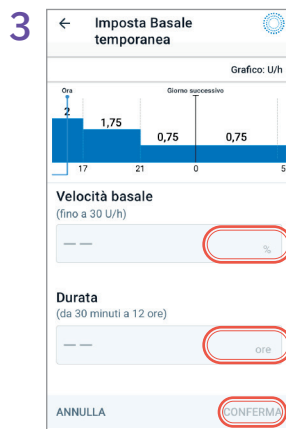 3
← Imposta Basale
temporanea
Grafico: U/h
Ora Giorno successivo
2
1,75
0,75 0,75
17 21 0 5
Velocità basale
(fino a 30 U/h)
— — %
Durata
(da 30 minuti a 12 ore)
— — ore
ANNULLA CONFERMA